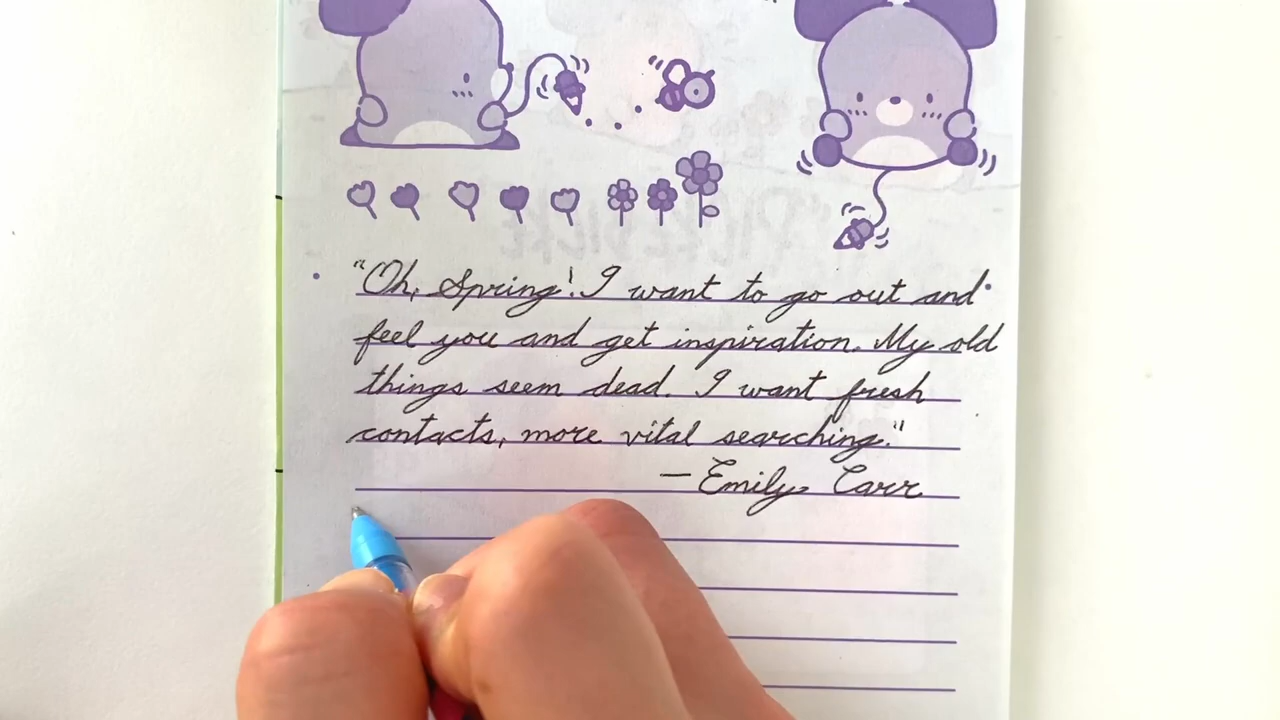 "Oh, Spring! I want to go out and
feel you and get inspiration. My old
things seem dead. I want fresh
contacts, more vital searching."
— Emily Carr